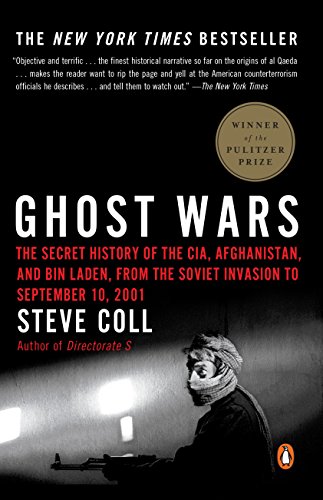 THE NEW YORK TIMES BESTSELLER
"Objective and terrific . . . the finest historical narrative so far on the origins of al Qaeda
. . . makes the reader want to rip the page and yell at the American counterterrorism
officials he describes . . . and tell them to watch out." —The New York Times
WINNER
of the
PULITZER
PRIZE
GHOST WARS
THE SECRET HISTORY OF THE CIA, AFGHANISTAN,
AND BIN LADEN, FROM THE SOVIET INVASION TO
SEPTEMBER 10, 2001
STEVE COLL
Author of Directorate S